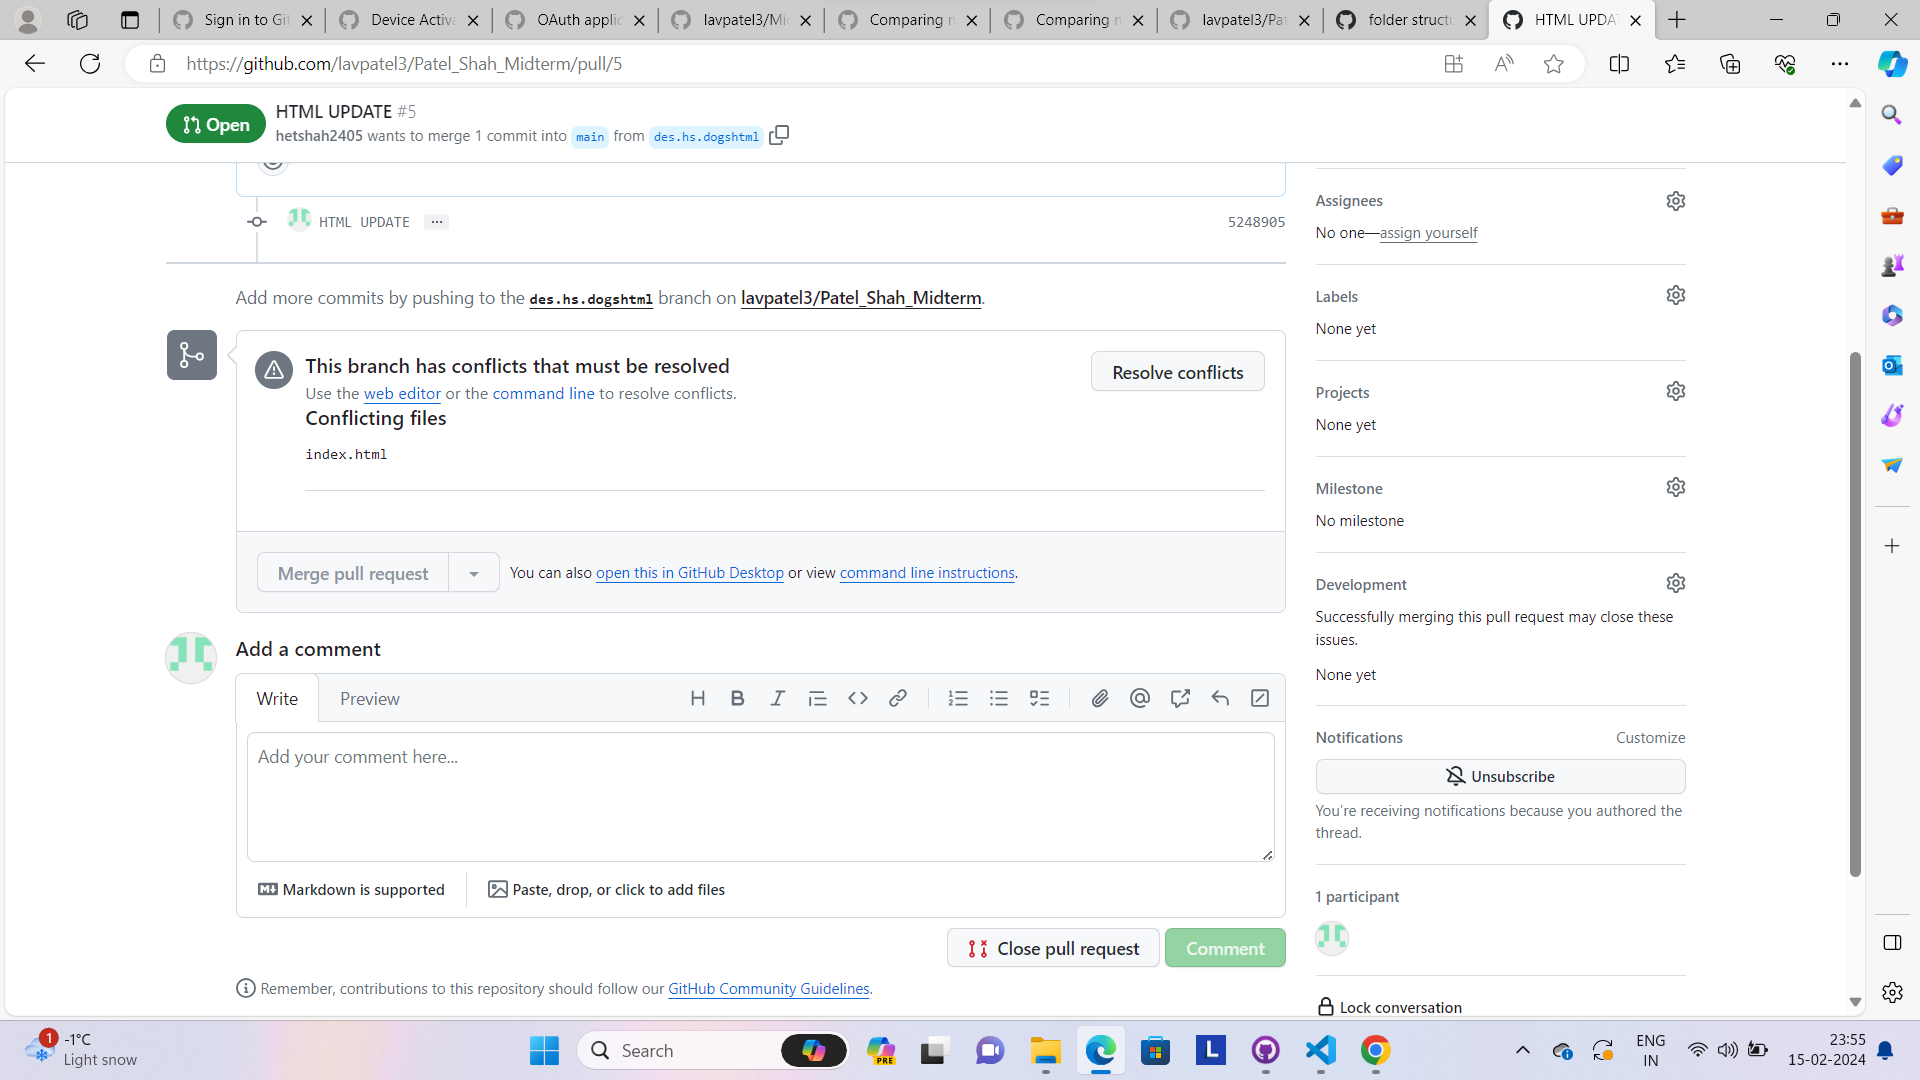 Sign in to Git
Device Activa
OAuth applic
lavpatel3/Mi
Comparing m
Comparing m
lavpatel3/Pat
folder structu
HTML UPDAT
https://github.com/lavpatel3/Patel_Shah_Midterm/pull/5
Open
HTML UPDATE #5
hetshah2405 wants to merge 1 commit into main from des.hs.dogshtml
HTML UPDATE
5248905
Add more commits by pushing to the des.hs.dogshtml branch on lavpatel3/Patel_Shah_Midterm.
This branch has conflicts that must be resolved
Resolve conflicts
Use the web editor or the command line to resolve conflicts.
Conflicting files
index.html
Merge pull request
You can also open this in GitHub Desktop or view command line instructions.
Add a comment
Write
Preview
Add your comment here...
Markdown is supported
Paste, drop, or click to add files
Close pull request
Comment
Remember, contributions to this repository should follow our GitHub Community Guidelines.
Assignees
No one—assign yourself
Labels
None yet
Projects
None yet
Milestone
No milestone
Development
Successfully merging this pull request may close these
issues.
None yet
Notifications
Customize
Unsubscribe
You're receiving notifications because you authored the
thread.
1 participant
Lock conversation
1
-1°C
Light snow
Search
PRE
L
ENG
IN
23:55
15-02-2024